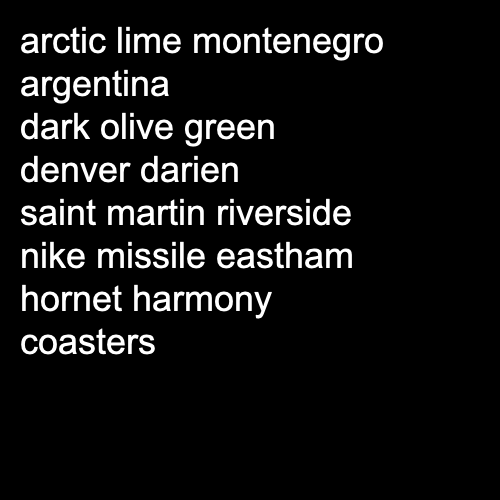 arctic lime montenegro
argentina
dark olive green
denver darien
saint martin riverside
nike missile eastham
hornet harmony
coasters